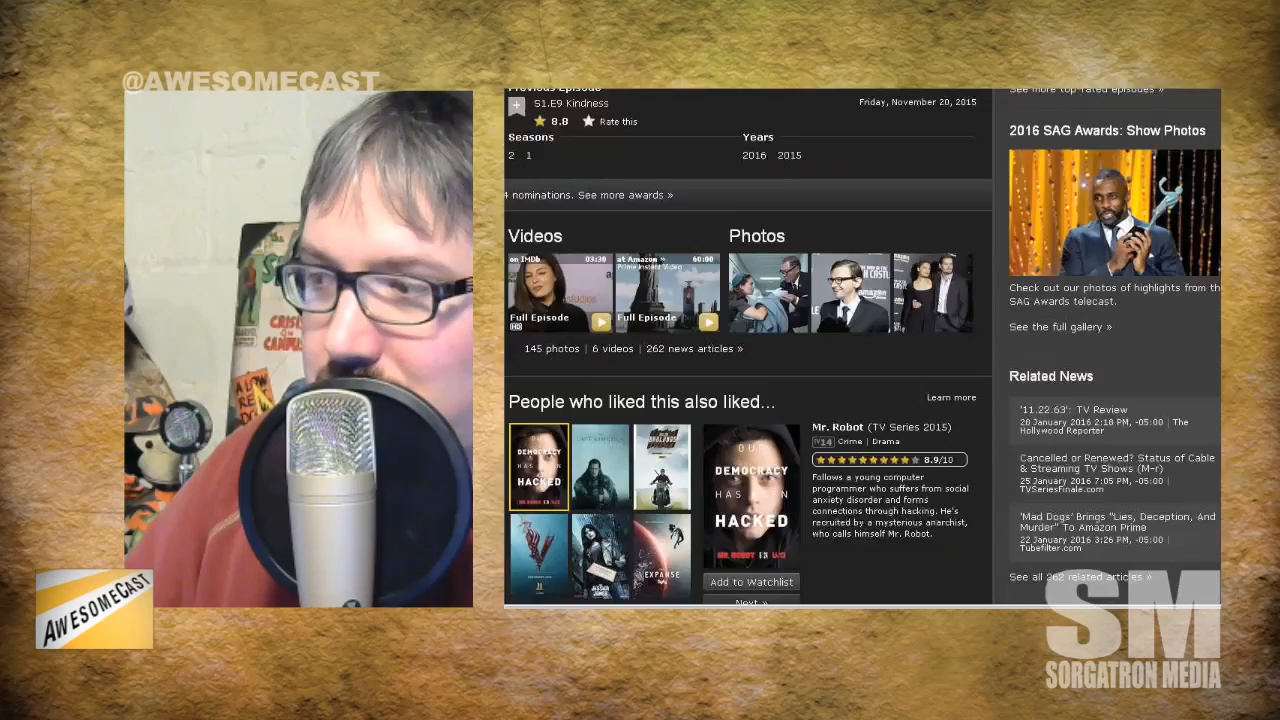 @AWESOMECAST
Previous Episode
S1.E9 Kindness
Friday, November 20, 2015
8.8
Rate this
Seasons
Years
2 1
2016 2015
4 nominations. See more awards »
Videos
Photos
on IMDb 03:30
at Amazon » 60:00
Prime Instant Video
Full Episode
HD
Full Episode
145 photos | 6 videos | 262 news articles »
People who liked this also liked...
Learn more
OUR
DEMOCRACY
HAS BEEN
HACKED
EXPANSE
OUR
DEMOCRACY
HAS BEEN
HACKED
Add to Watchlist
Next »
Mr. Robot (TV Series 2015)
TV14 Crime | Drama
8.9/10
Follows a young computer
programmer who suffers from social
anxiety disorder and forms
connections through hacking. He's
recruited by a mysterious anarchist,
who calls himself Mr. Robot.
See more top-rated episodes »
2016 SAG Awards: Show Photos
Check out our photos of highlights from th
SAG Awards telecast.
See the full gallery »
Related News
'11.22.63': TV Review
28 January 2016 2:18 PM, -05:00 | The
Hollywood Reporter
Cancelled or Renewed? Status of Cable
& Streaming TV Shows (M-r)
25 January 2016 7:05 PM, -05:00 |
TVSeriesFinale.com
'Mad Dogs' Brings "Lies, Deception, And
Murder" To Amazon Prime
22 January 2016 3:26 PM, -05:00 |
Tubefilter.com
See all 262 related articles »
AWESOMECAST
SM
SORGATRON MEDIA